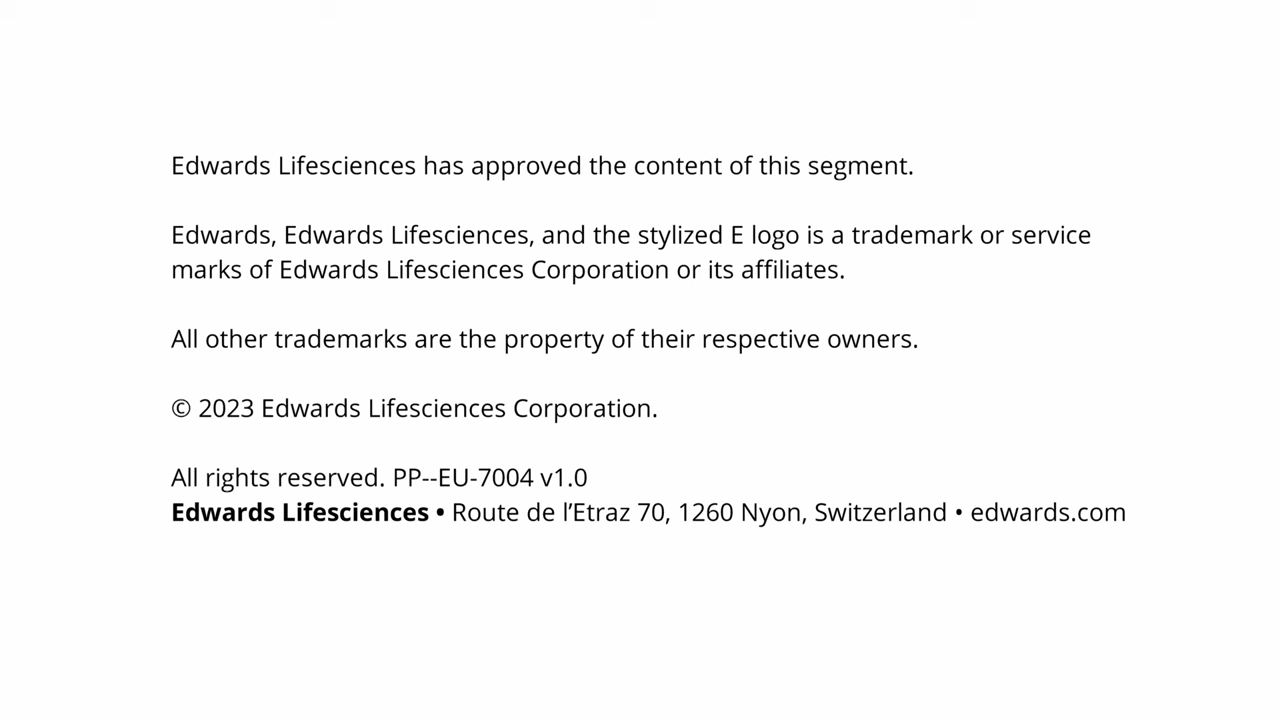 Edwards Lifesciences has approved the content of this segment.
Edwards, Edwards Lifesciences, and the stylized E logo is a trademark or service
marks of Edwards Lifesciences Corporation or its affiliates.
All other trademarks are the property of their respective owners.
© 2023 Edwards Lifesciences Corporation.
All rights reserved. PP--EU-7004 v1.0
Edwards Lifesciences • Route de l’Etraz 70, 1260 Nyon, Switzerland • edwards.com